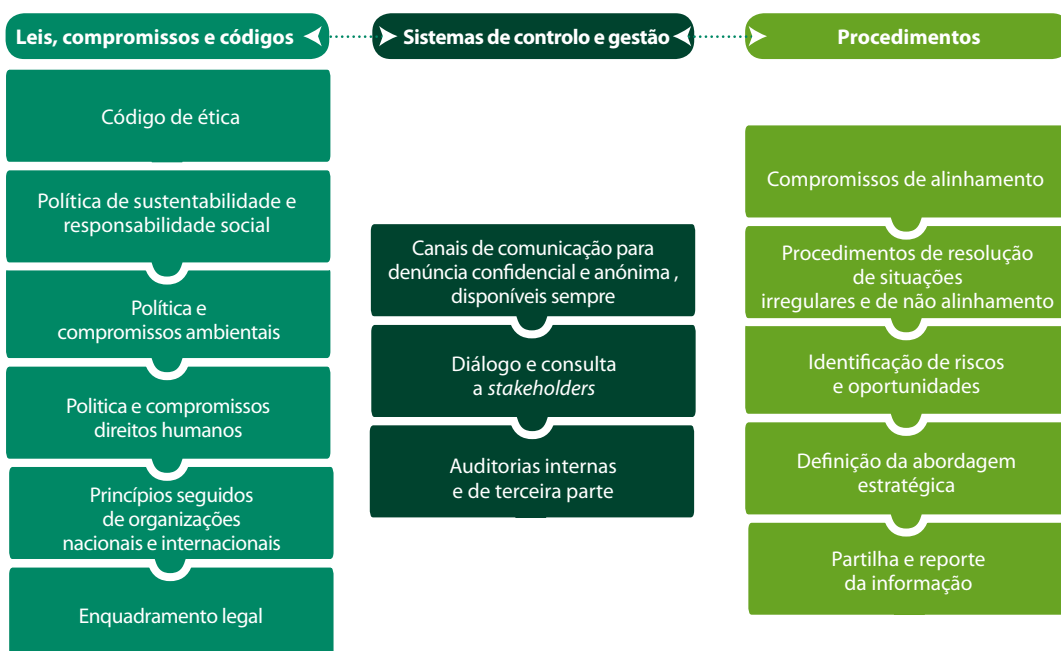 Leis, compromissos e códigos
Código de ética
Política de sustentabilidade e
responsabilidade social
Política e
compromissos ambientais
Politica e compromissos
direitos humanos
Princípios seguidos
de organizações
nacionais e internacionais
Enquadramento legal
Sistemas de controlo e gestão
Canais de comunicação para
denúncia confidencial e anónima ,
disponíveis sempre
Diálogo e consulta
a stakeholders
Auditorias internas
e de terceira parte
Procedimentos
Compromissos de alinhamento
Procedimentos de resolução
de situações
irregulares e de não alinhamento
Identificação de riscos
e oportunidades
Definição da abordagem
estratégica
Partilha e reporte
da informação